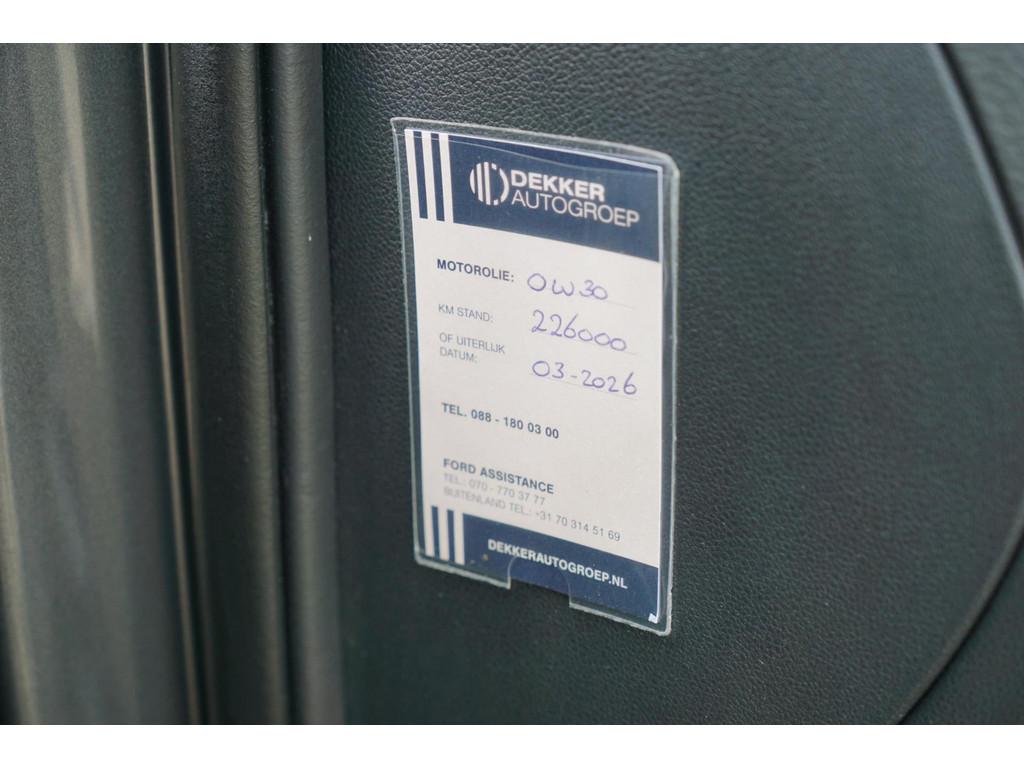 DEKKER
AUTOGROEP
MOTOROLIE: OW30
KM STAND: 226000
OF UITERLIJK
DATUM: 03-2026
TEL. 088 - 180 03 00
FORD ASSISTANCE
TEL.: 070 - 770 37 77
BUITENLAND TEL.: +31 70 314 51 69
DEKKERAUTOGROEP.NL